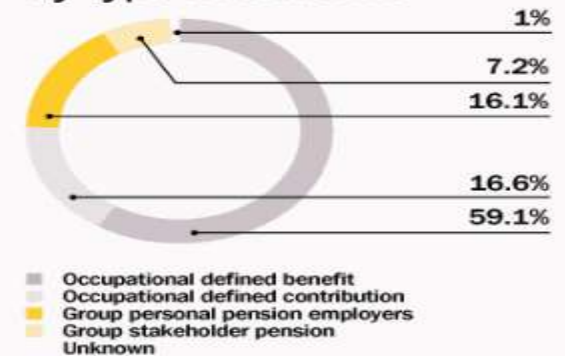 1%
7.2%
16.1%
16.6%
59.1%
Occupational defined benefit
Occupational defined contribution
Group personal pension employers
Group stakeholder pension
Unknown